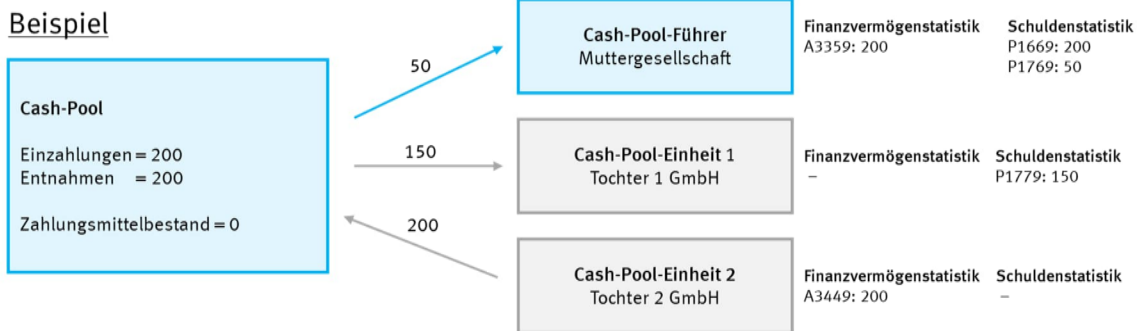 Beispiel
Cash-Pool
Einzahlungen = 200
Entnahmen = 200
Zahlungsmittelbestand = 0
50
150
200
Cash-Pool-Führer
Muttergesellschaft
Finanzvermögenstatistik Schuldenstatistik
A3359: 200 P1669: 200
P1769: 50
Cash-Pool-Einheit 1
Tochter 1 GmbH
Finanzvermögenstatistik Schuldenstatistik
– P1779: 150
Cash-Pool-Einheit 2
Tochter 2 GmbH
Finanzvermögenstatistik Schuldenstatistik
A3449: 200 –